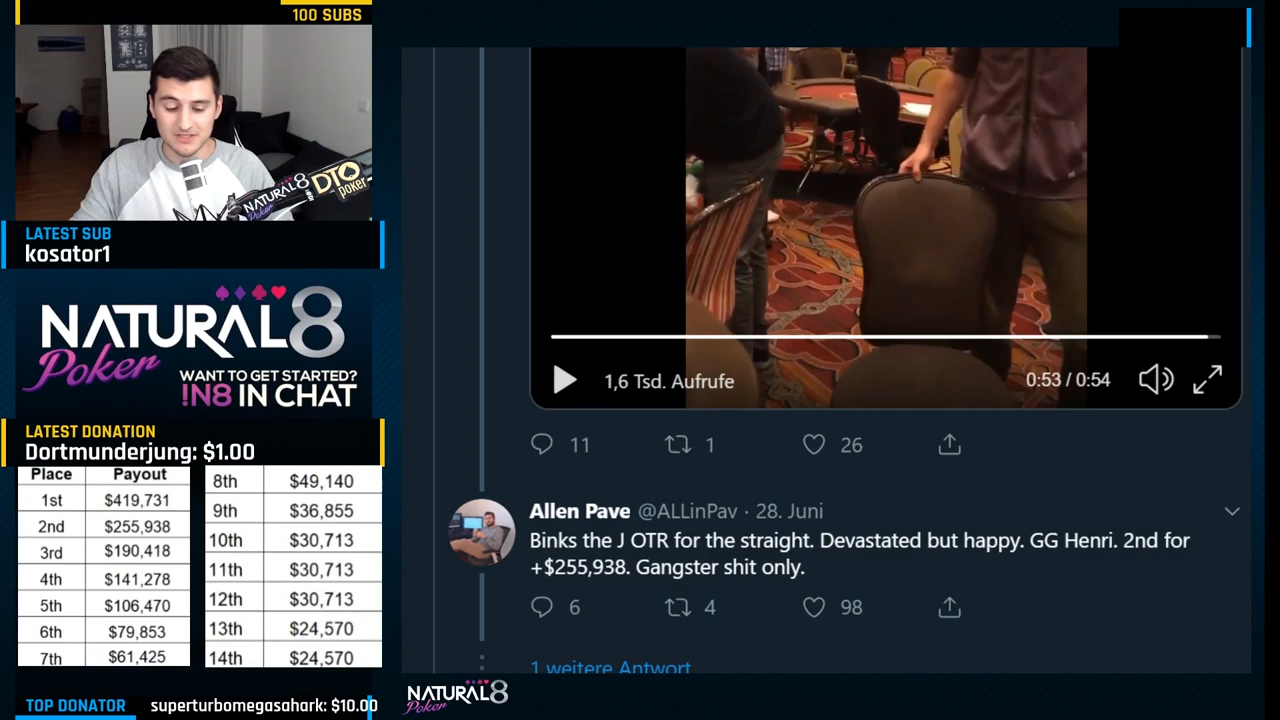 100 SUBS
NATURAL8
Poker
DTO
poker
LATEST SUB
kosator1
NATURAL8
Poker
WANT TO GET STARTED?
!N8 IN CHAT
LATEST DONATION
Dortmunderjung: $1.00
Place Payout
1st $419,731
2nd $255,938
3rd $190,418
4th $141,278
5th $106,470
6th $79,853
7th $61,425
8th $49,140
9th $36,855
10th $30,713
11th $30,713
12th $30,713
13th $24,570
14th $24,570
TOP DONATOR superturbomegasahark: $10.00
1,6 Tsd. Aufrufe 0:53 / 0:54
11 1 26
Allen Pave @ALLinPav · 28. Juni
Binks the J OTR for the straight. Devastated but happy. GG Henri. 2nd for
+$255,938. Gangster shit only.
6 4 98
1 weitere Antwort
NATURAL8
Poker